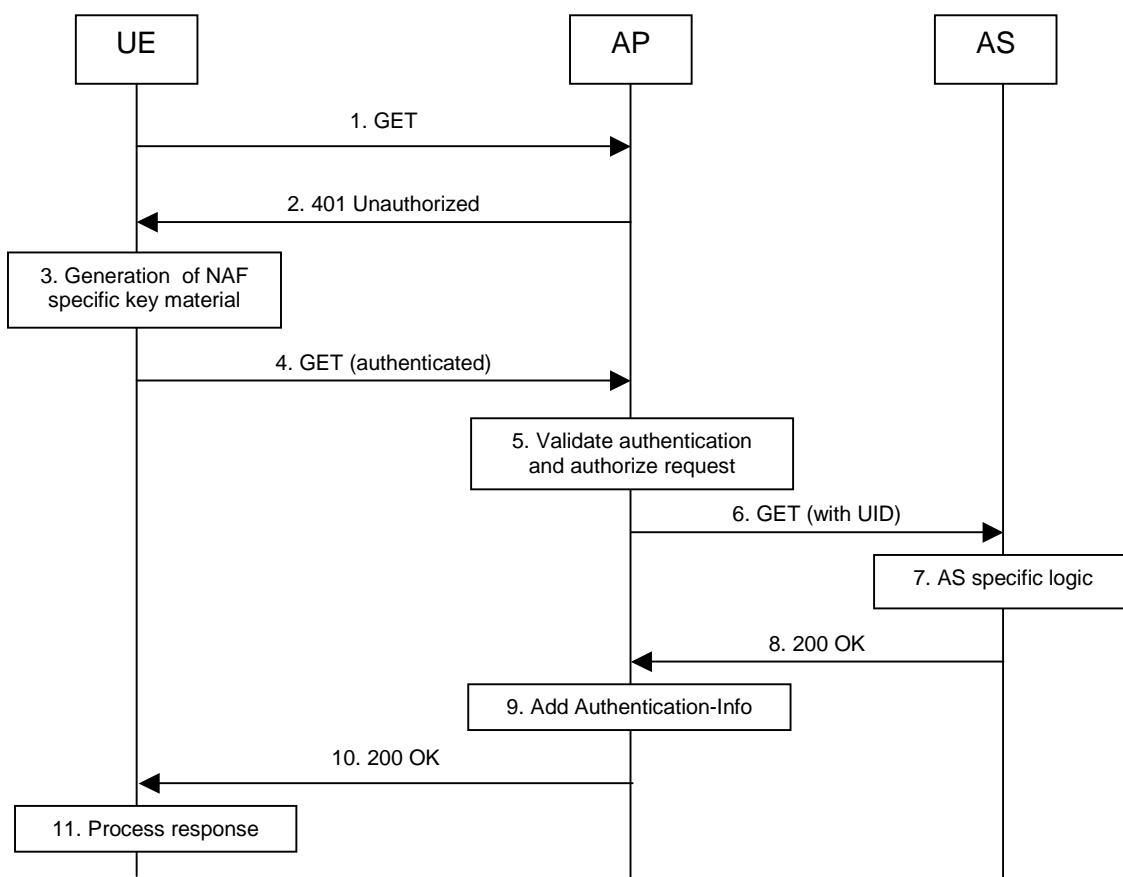 UE
AP
AS
1. GET
2. 401 Unauthorized
3. Generation of NAF
specific key material
4. GET (authenticated)
5. Validate authentication
and authorize request
6. GET (with UID)
7. AS specific logic
8. 200 OK
9. Add Authentication-Info
10. 200 OK
11. Process response